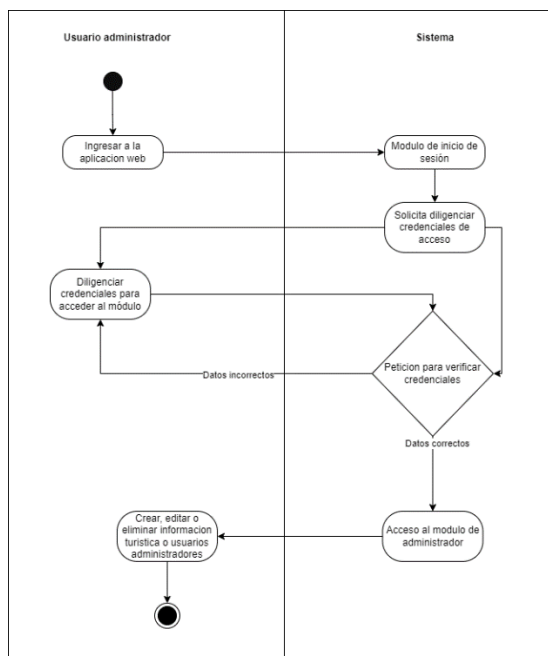 Usuario administrador
Sistema
Ingresar a la
aplicacion web
Modulo de inicio de
sesión
Solicita diligenciar
credenciales de
acceso
Diligenciar
credenciales para
acceder al módulo
Peticion para verificar
credenciales
Datos incorrectos
Datos correctos
Crear, editar o
eliminar informacion
turistica o usuarios
administradores
Acceso al modulo de
administrador